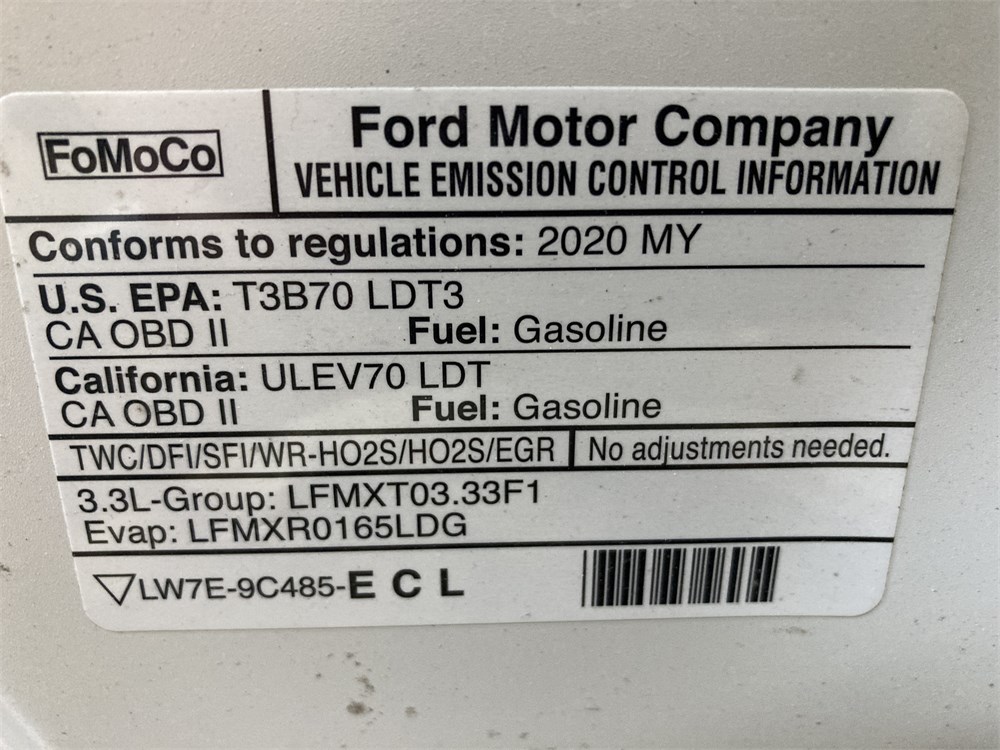 FoMoCo
Ford Motor Company
VEHICLE EMISSION CONTROL INFORMATION
Conforms to regulations: 2020 MY
U.S. EPA: T3B70 LDT3
CA OBD II Fuel: Gasoline
California: ULEV70 LDT
CA OBD II Fuel: Gasoline
TWC/DFI/SFI/WR-HO2S/HO2S/EGR No adjustments needed.
3.3L-Group: LFMXT03.33F1
Evap: LFMXR0165LDG
LW7E-9C485-E C L